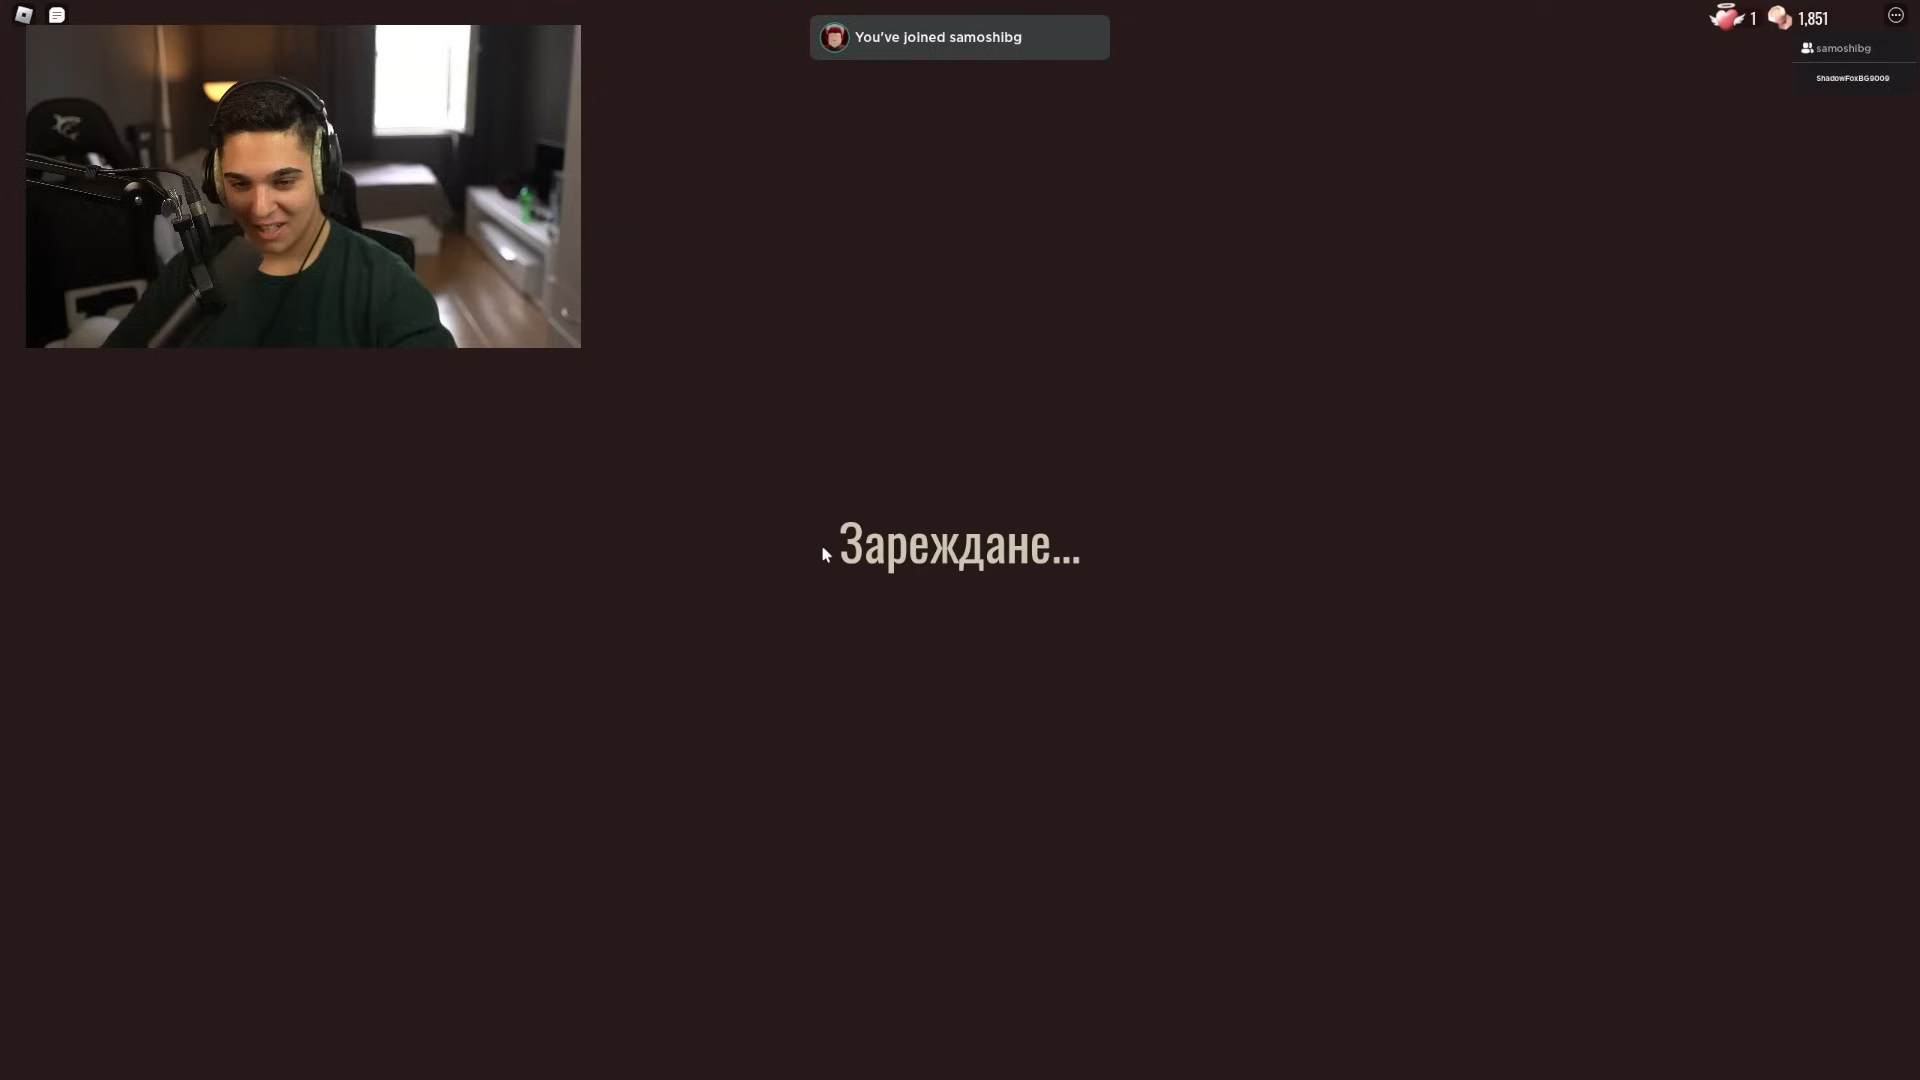 You've joined samoshibg
1
1,851
samoshibg
ShadowFoxBG9009
Зареждане...